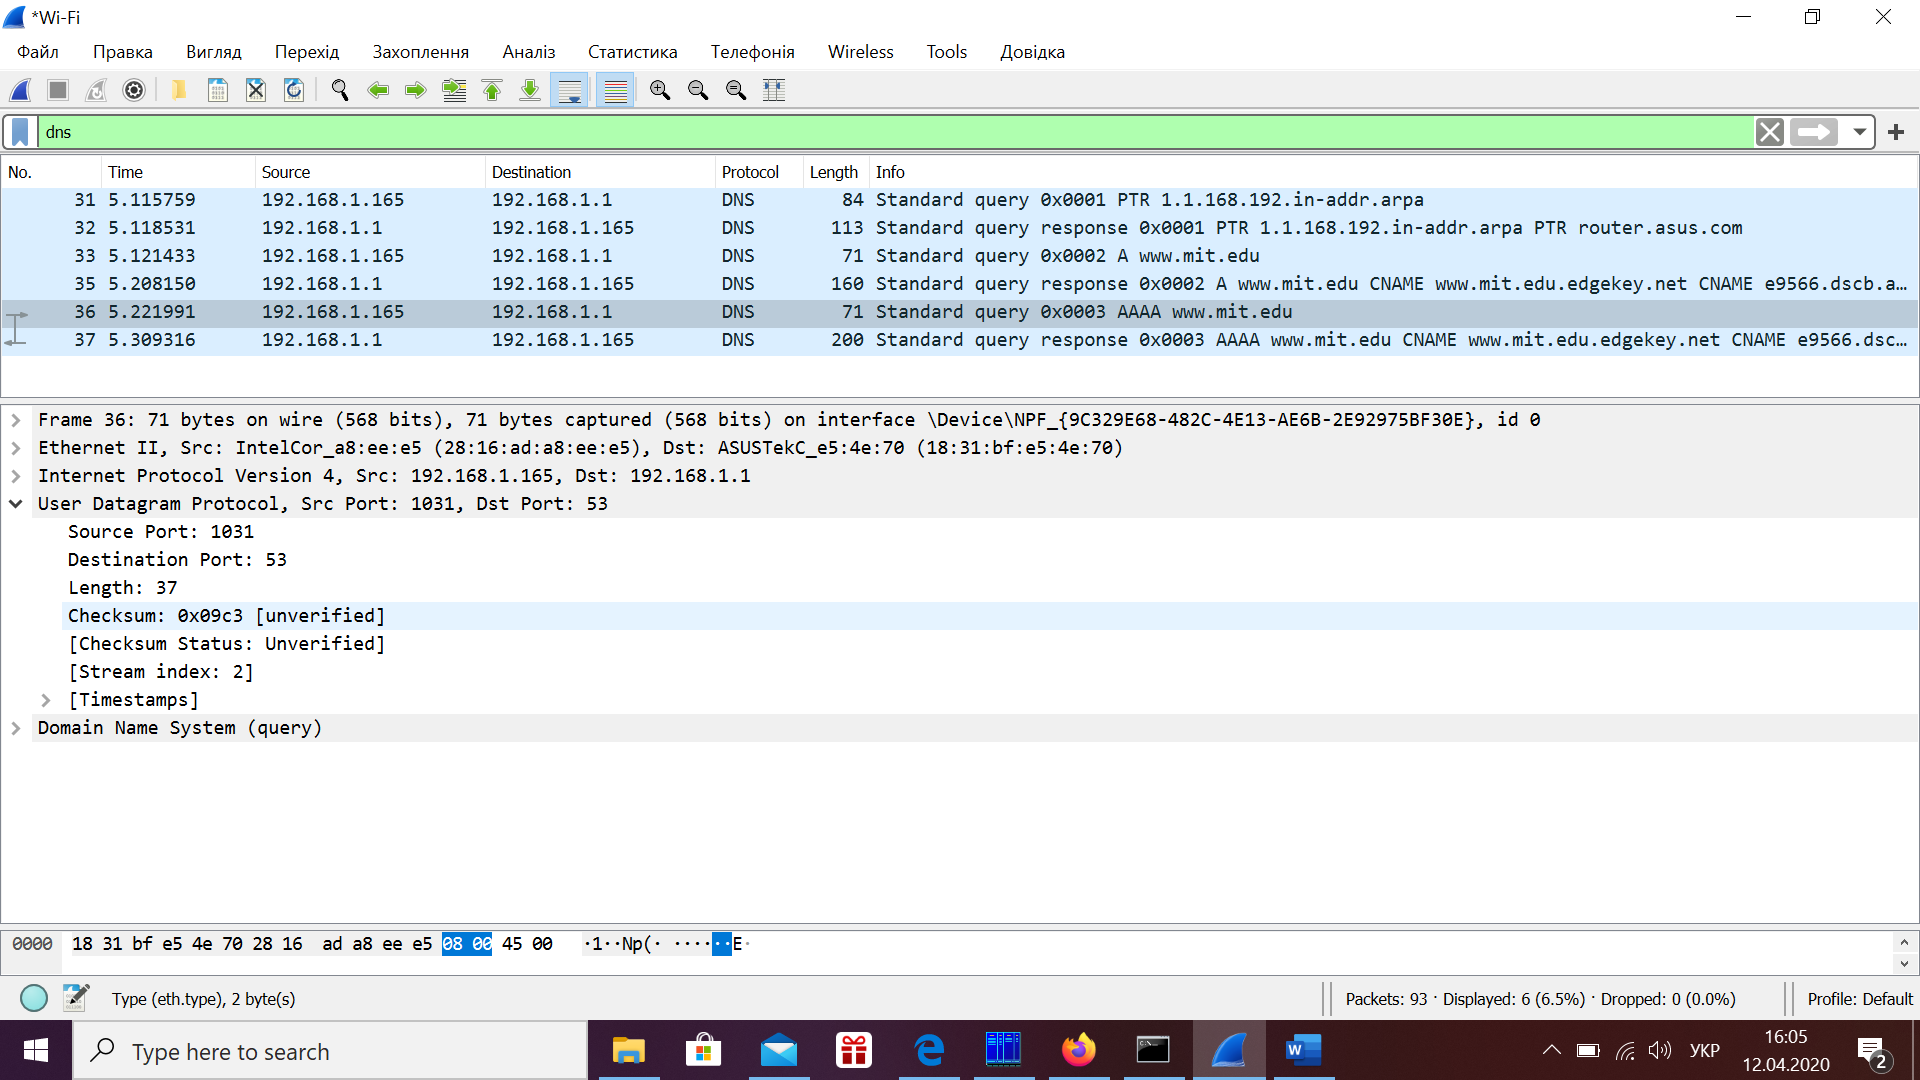 *Wi-Fi
Файл Правка Вигляд Перехід Захоплення Аналіз Статистика Телефонія Wireless Tools Довідка
dns
No. Time Source Destination Protocol Length Info
31 5.115759 192.168.1.165 192.168.1.1 DNS 84 Standard query 0x0001 PTR 1.1.168.192.in-addr.arpa
32 5.118531 192.168.1.1 192.168.1.165 DNS 113 Standard query response 0x0001 PTR 1.1.168.192.in-addr.arpa PTR router.asus.com
33 5.121433 192.168.1.165 192.168.1.1 DNS 71 Standard query 0x0002 A www.mit.edu
35 5.208150 192.168.1.1 192.168.1.165 DNS 160 Standard query response 0x0002 A www.mit.edu CNAME www.mit.edu.edgekey.net CNAME e9566.dscb.a…
36 5.221991 192.168.1.165 192.168.1.1 DNS 71 Standard query 0x0003 AAAA www.mit.edu
37 5.309316 192.168.1.1 192.168.1.165 DNS 200 Standard query response 0x0003 AAAA www.mit.edu CNAME www.mit.edu.edgekey.net CNAME e9566.dsc…
Frame 36: 71 bytes on wire (568 bits), 71 bytes captured (568 bits) on interface \Device\NPF_{9C329E68-482C-4E13-AE6B-2E92975BF30E}, id 0
Ethernet II, Src: IntelCor_a8:ee:e5 (28:16:ad:a8:ee:e5), Dst: ASUSTekC_e5:4e:70 (18:31:bf:e5:4e:70)
Internet Protocol Version 4, Src: 192.168.1.165, Dst: 192.168.1.1
User Datagram Protocol, Src Port: 1031, Dst Port: 53
Source Port: 1031
Destination Port: 53
Length: 37
Checksum: 0x09c3 [unverified]
[Checksum Status: Unverified]
[Stream index: 2]
[Timestamps]
Domain Name System (query)
0000 18 31 bf e5 4e 70 28 16 ad a8 ee e5 08 00 45 00 ·1··Np(· ······E·
Type (eth.type), 2 byte(s) Packets: 93 · Displayed: 6 (6.5%) · Dropped: 0 (0.0%) Profile: Default
Type here to search УКР 16:05
12.04.2020 2